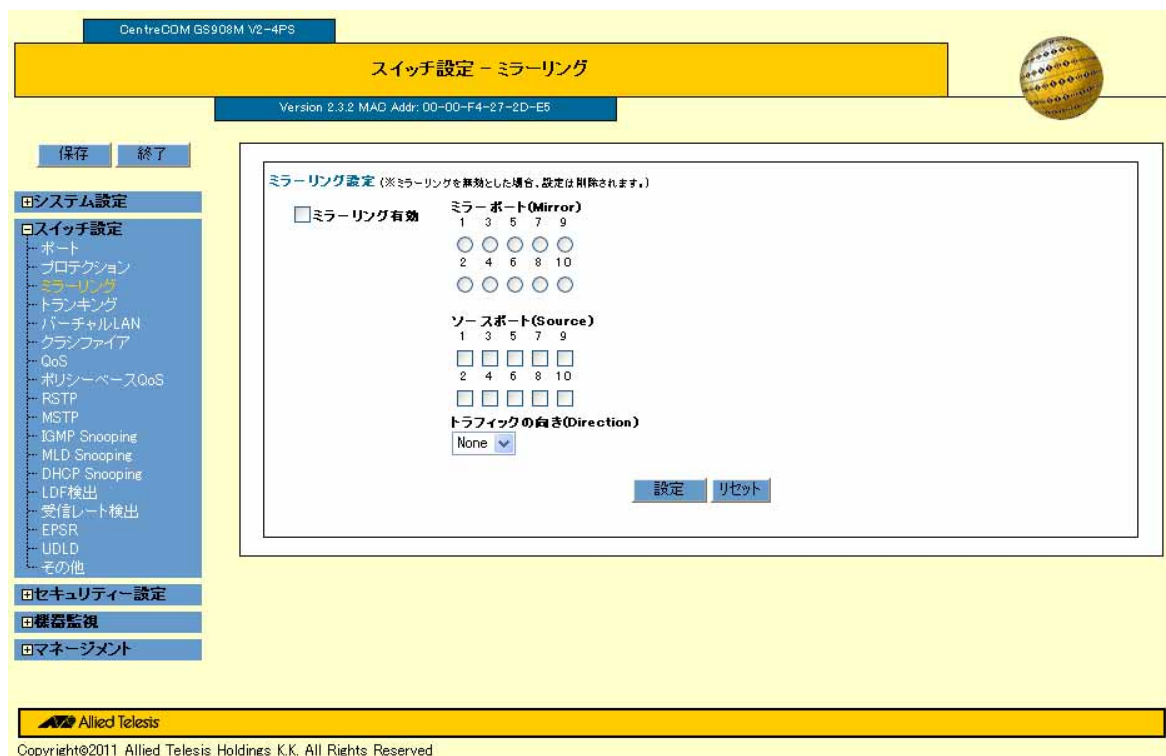 CentreCOM GS908M V2-4PS
スイッチ設定 - ミラーリング
Version 2.3.2 MAC Addr: 00-00-F4-27-2D-E5
保存 終了
システム設定
スイッチ設定
ポート
プロテクション
ミラーリング
トランキング
バーチャルLAN
クラシファイア
QoS
ポリシーベースQoS
RSTP
MSTP
IGMP Snooping
MLD Snooping
DHCP Snooping
LDF検出
受信レート検出
EPSR
UDLD
その他
セキュリティー設定
機器監視
マネージメント
ミラーリング設定 (※ミラーリングを無効とした場合、設定は削除されます。)
ミラーリング有効
ミラーポート(Mirror)
1 3 5 7 9
2 4 6 8 10
ソースポート(Source)
1 3 5 7 9
2 4 6 8 10
トラフィックの向き(Direction)
None
設定 リセット
Allied Telesis
Copyright©2011 Allied Telesis Holdings K.K. All Rights Reserved